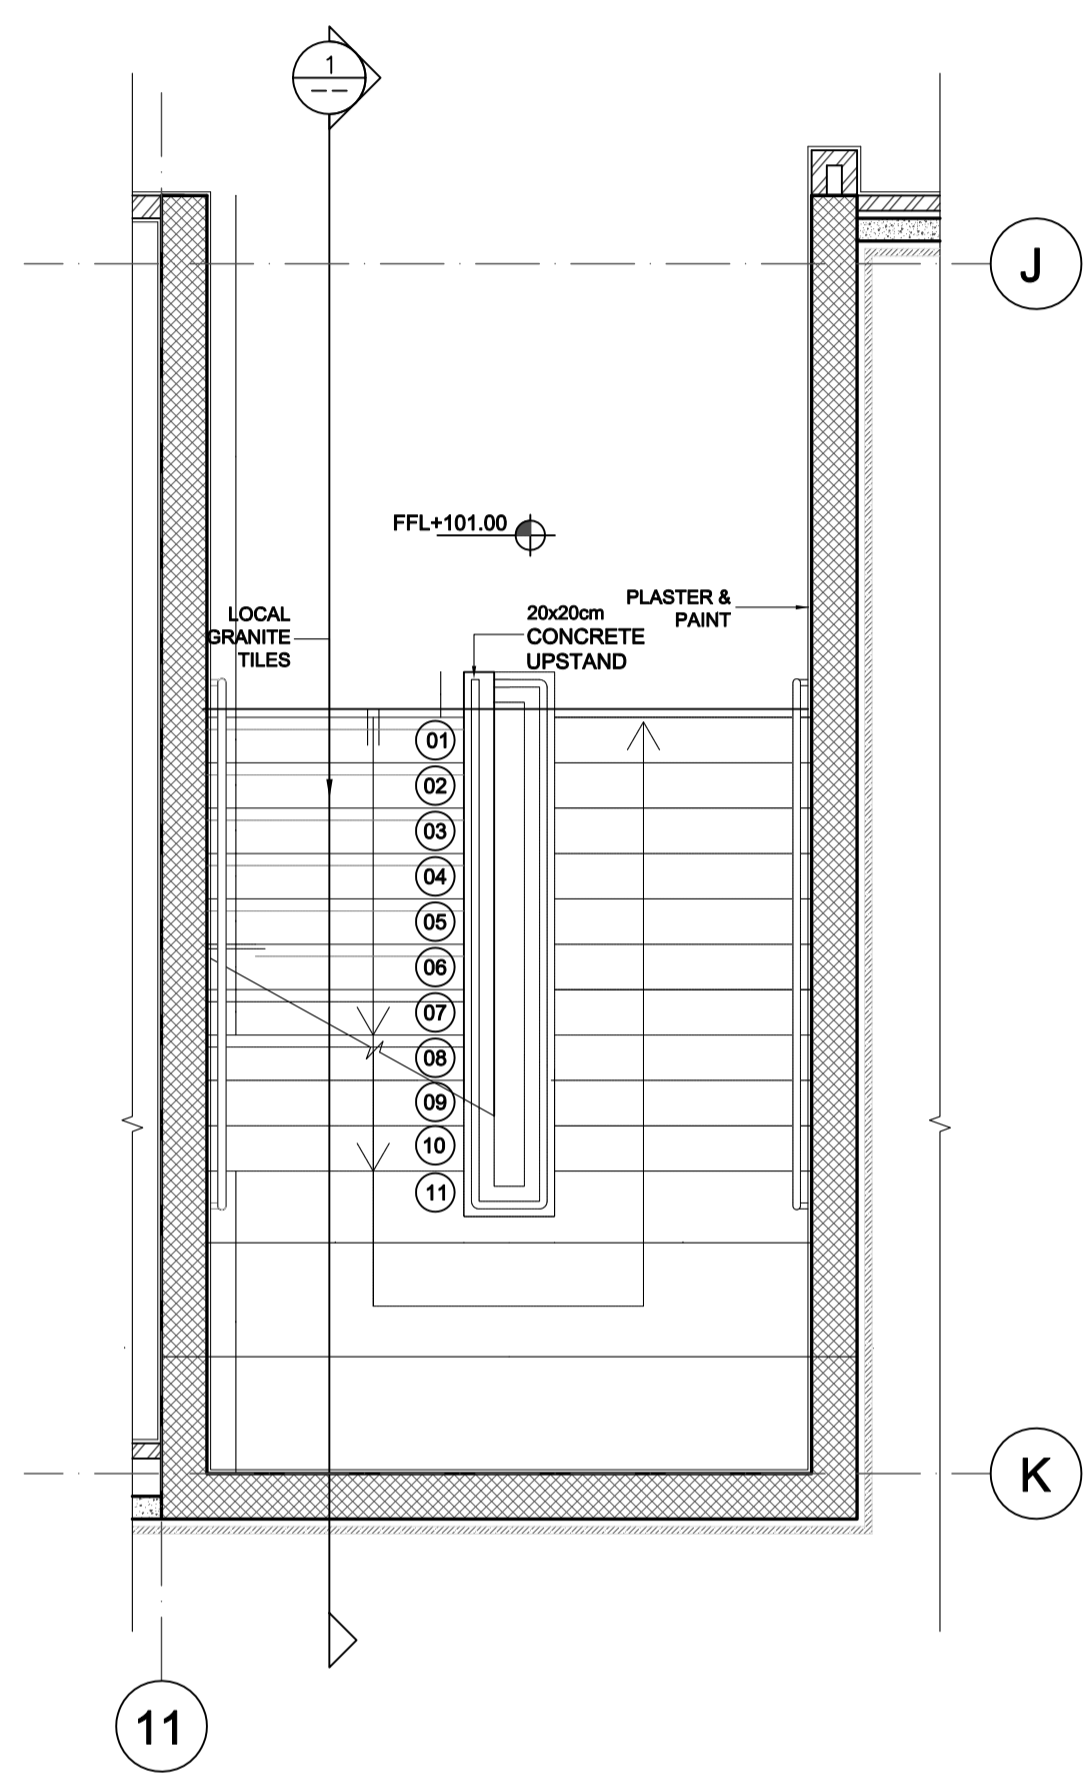 1
--
J
FFL+101.00
PLASTER &
PAINT
LOCAL
GRANITE
TILES
20x20cm
CONCRETE
UPSTAND
01
02
03
04
05
06
07
08
09
10
11
K
11